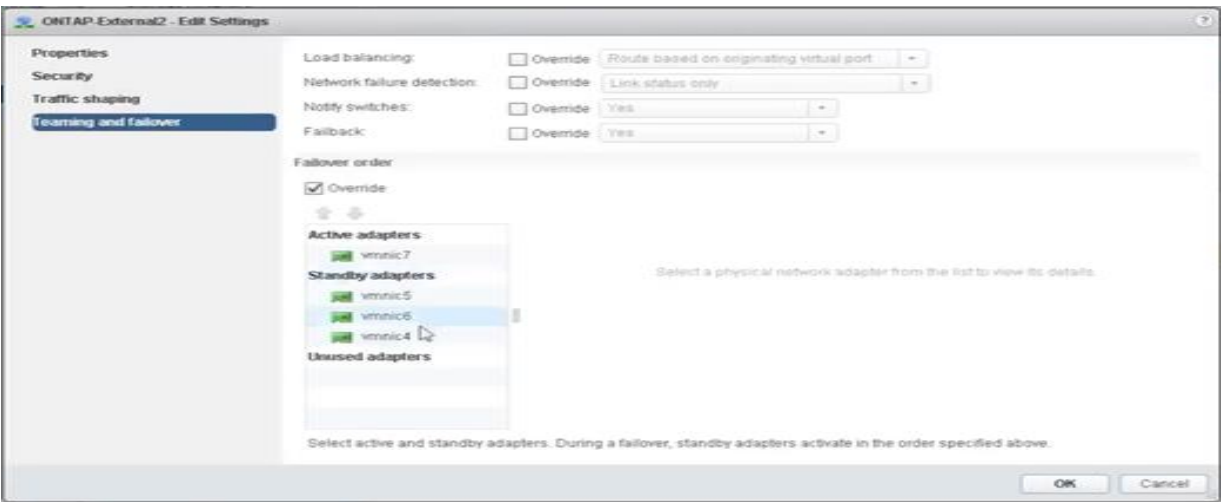 ONTAP-External2 - Edit Settings ?
Properties
Security
Traffic shaping
Teaming and failover
Load balancing: Override Route based on originating virtual port
Network failure detection: Override Link status only
Notify switches: Override Yes
Failback: Override Yes
Failover order
Override
Active adapters
vmnic7
Standby adapters
vmnic5
vmnic6
vmnic4
Unused adapters
Select a physical network adapter from the list to view its details.
Select active and standby adapters. During a failover, standby adapters activate in the order specified above.
OK Cancel